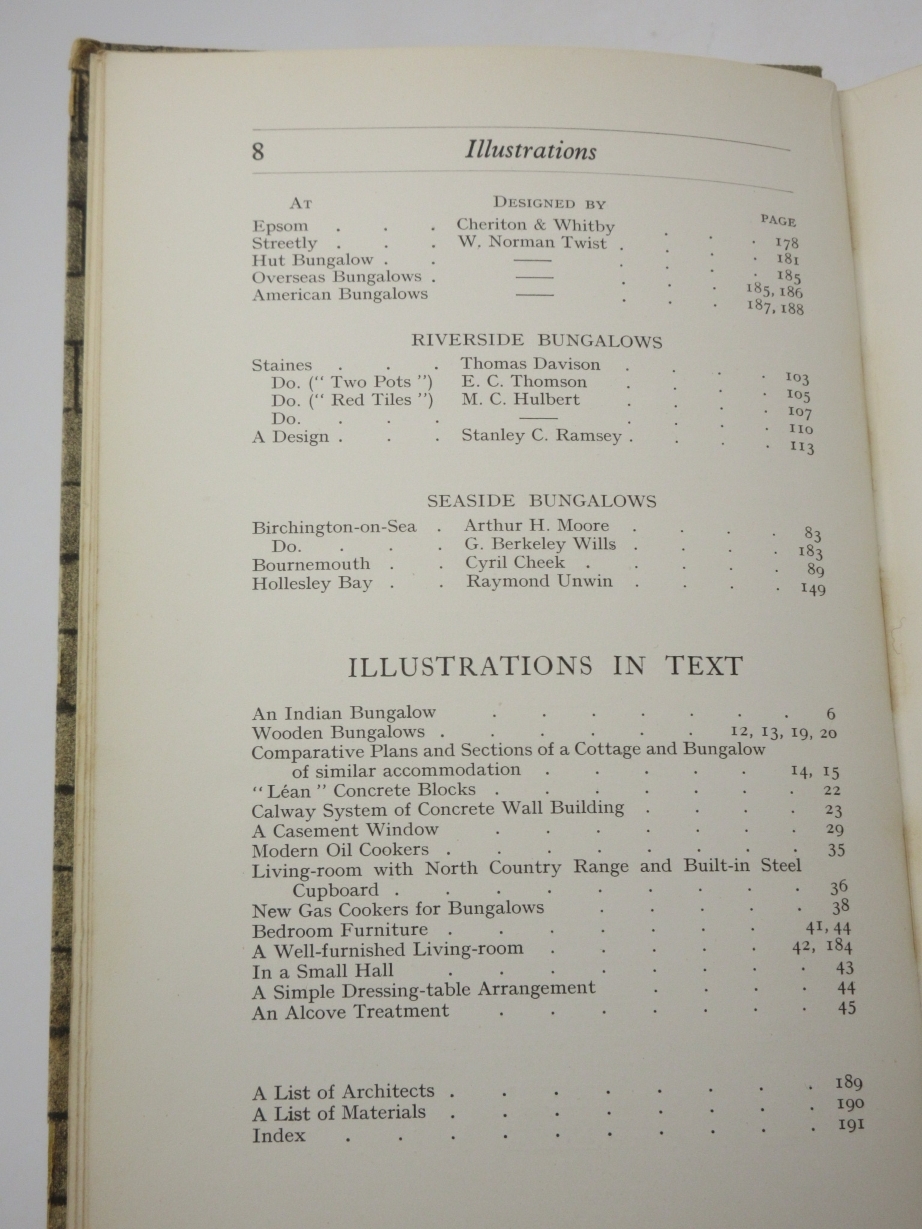 8 Illustrations
At Designed by PAGE
Epsom . . . Cheriton & Whitby . . . 178
Streetly . . . W. Norman Twist . . . . 181
Hut Bungalow . . —— . . . . 185
Overseas Bungalows . —— . . . 185, 186
American Bungalows —— . . . 187, 188
RIVERSIDE BUNGALOWS
Staines . . . Thomas Davison . . . . 103
Do. (“ Two Pots ”) E. C. Thomson . . . . 105
Do. (“ Red Tiles ”) M. C. Hulbert . . . . 107
Do. . . . —— . . . . 110
A Design . . . Stanley C. Ramsey . . . . 113
SEASIDE BUNGALOWS
Birchington-on-Sea . Arthur H. Moore . . . . 83
Do. . . . G. Berkeley Wills . . . . 183
Bournemouth . . Cyril Cheek . . . . . 89
Hollesley Bay . . Raymond Unwin . . . . 149
ILLUSTRATIONS IN TEXT
An Indian Bungalow . . . . . . . 6
Wooden Bungalows . . . . . . 12, 13, 19, 20
Comparative Plans and Sections of a Cottage and Bungalow
of similar accommodation . . . . . 14, 15
“Léan” Concrete Blocks . . . . . . . 22
Calway System of Concrete Wall Building . . . . 23
A Casement Window . . . . . . . 29
Modern Oil Cookers . . . . . . . . 35
Living-room with North Country Range and Built-in Steel
Cupboard . . . . . . . . . 36
New Gas Cookers for Bungalows . . . . . 38
Bedroom Furniture . . . . . . . 41, 44
A Well-furnished Living-room . . . . . 42, 184
In a Small Hall . . . . . . . . 43
A Simple Dressing-table Arrangement . . . . 44
An Alcove Treatment . . . . . . . 45
A List of Architects . . . . . . . . 189
A List of Materials . . . . . . . . 190
Index . . . . . . . . . . 191